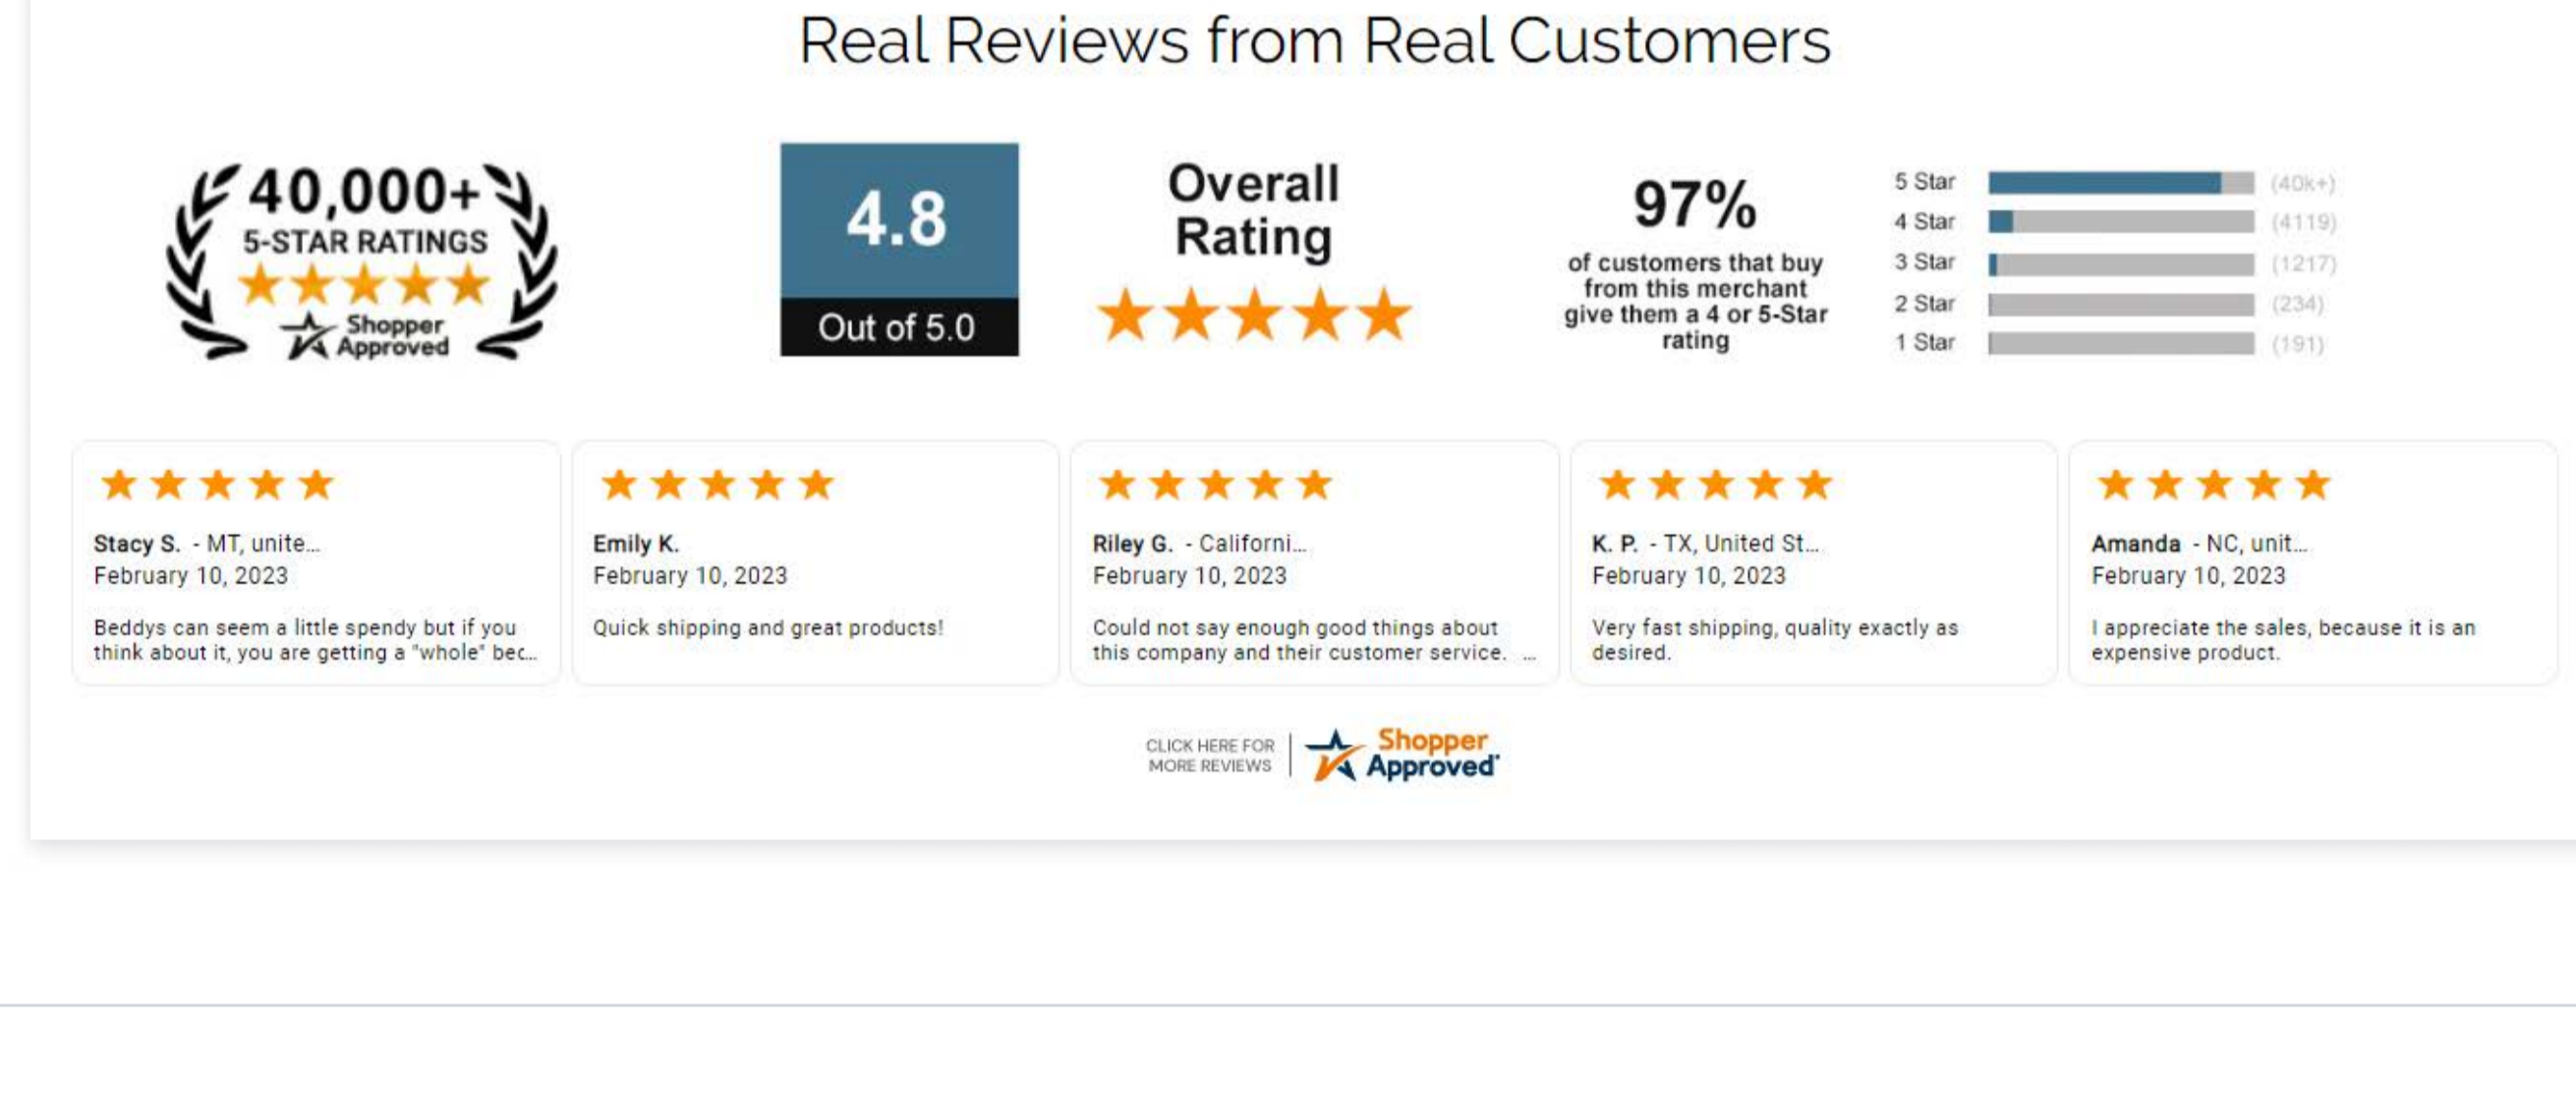 Real Reviews from Real Customers
40,000+
5-STAR RATINGS
Shopper
Approved
4.8
Out of 5.0
Overall
Rating
97%
of customers that buy
from this merchant
give them a 4 or 5-Star
rating
5 Star (40k+)
4 Star (4119)
3 Star (1217)
2 Star (234)
1 Star (191)
Stacy S. - MT, unite...
February 10, 2023
Beddys can seem a little spendy but if you
think about it, you are getting a "whole" bec...
Emily K.
February 10, 2023
Quick shipping and great products!
Riley G. - Californi...
February 10, 2023
Could not say enough good things about
this company and their customer service. ...
K. P. - TX, United St...
February 10, 2023
Very fast shipping, quality exactly as
desired.
Amanda - NC, unit...
February 10, 2023
I appreciate the sales, because it is an
expensive product.
CLICK HERE FOR
MORE REVIEWS
Shopper
Approved